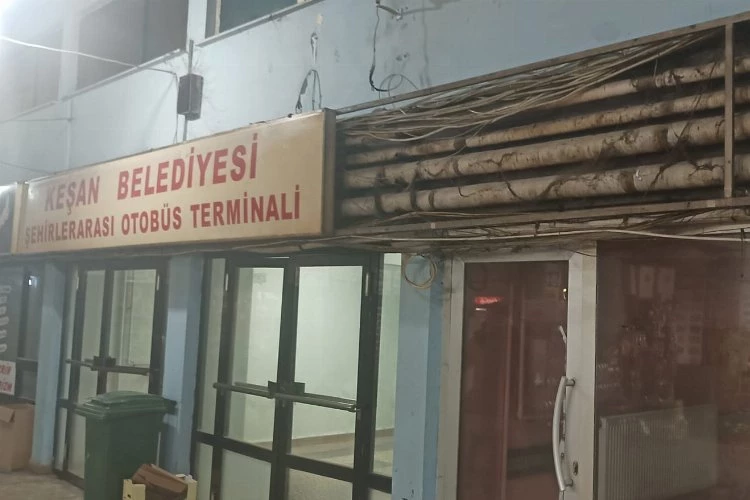 KEŞAN BELEDİYESİ
ŞEHİRLERARASI OTOBÜS TERMİNALİ